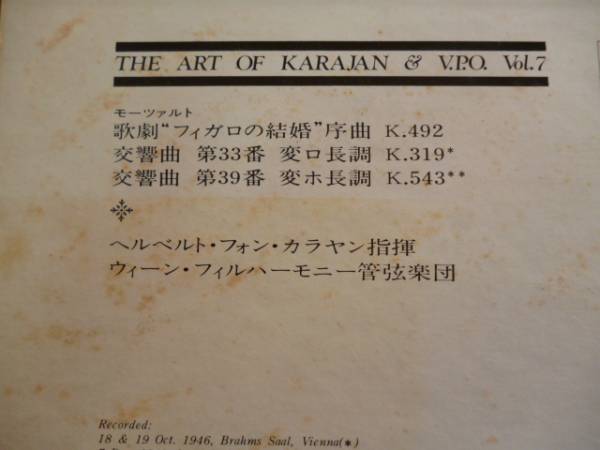 THE ART OF KARAJAN & V.P.O. Vol.7
モーツァルト
歌劇“フィガロの結婚”序曲 K.492
交響曲 第33番 変ロ長調 K.319*
交響曲 第39番 変ホ長調 K.543**
ヘルベルト・フォン・カラヤン指揮
ウィーン・フィルハーモニー管弦楽団
Recorded:
18 & 19 Oct. 1946, Brahms Saal, Vienna(*)